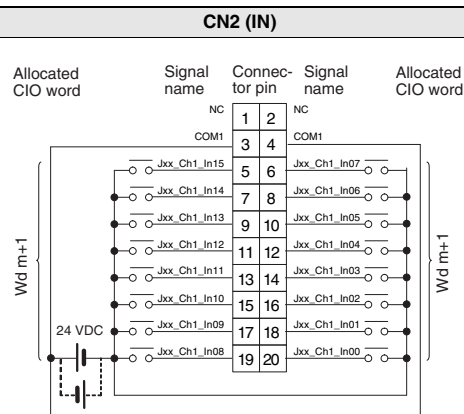 CN2 (IN)
Allocated CIO word
Signal name
Connec-tor pin
Signal name
Allocated CIO word
NC 1 2 NC
COM1 3 4 COM1
Jxx_Ch1_In15 5 6 Jxx_Ch1_In07
Jxx_Ch1_In14 7 8 Jxx_Ch1_In06
Jxx_Ch1_In13 9 10 Jxx_Ch1_In05
Jxx_Ch1_In12 11 12 Jxx_Ch1_In04
Jxx_Ch1_In11 13 14 Jxx_Ch1_In03
Jxx_Ch1_In10 15 16 Jxx_Ch1_In02
Jxx_Ch1_In09 17 18 Jxx_Ch1_In01
Jxx_Ch1_In08 19 20 Jxx_Ch1_In00
Wd m+1
Wd m+1
24 VDC